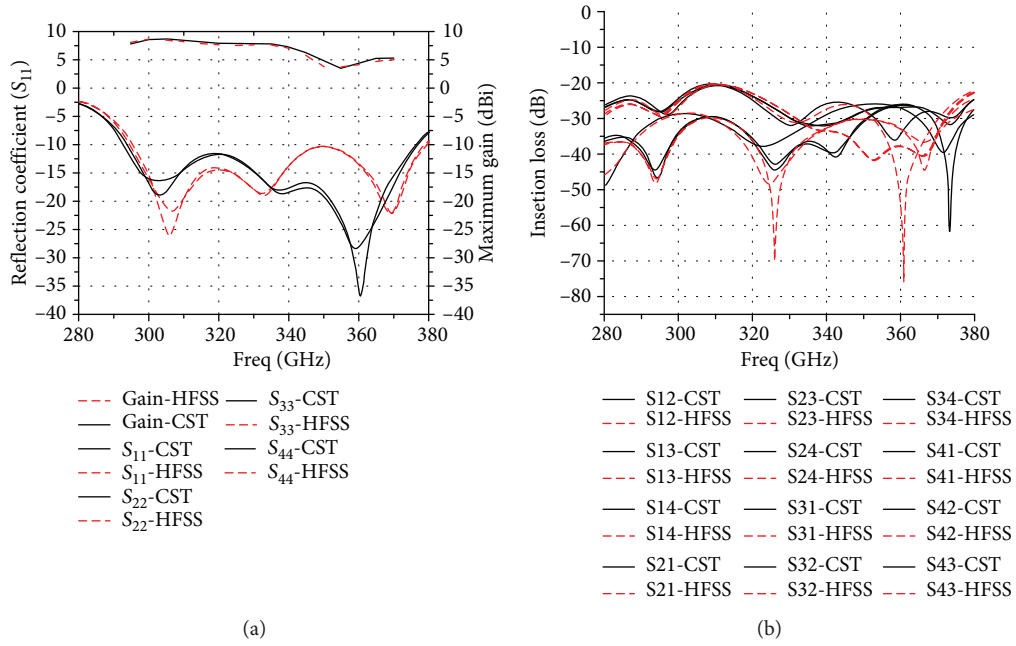 10
5
0
−5
−10
−15
−20
−25
−30
−35
−40
Reflection coefficient (S₁₁)
10
5
0
−5
−10
−15
−20
−25
−30
−35
−40
Maximum gain (dBi)
280 300 320 340 360 380
Freq (GHz)
Gain-HFSS S₃₃-CST
Gain-CST S₃₃-HFSS
S₁₁-CST S₄₄-CST
S₁₁-HFSS S₄₄-HFSS
S₂₂-CST
S₂₂-HFSS
(a)
0
−10
−20
−30
−40
−50
−60
−70
−80
Insetion loss (dB)
280 300 320 340 360 380
Freq (GHz)
S12-CST S23-CST S34-CST
S12-HFSS S23-HFSS S34-HFSS
S13-CST S24-CST S41-CST
S13-HFSS S24-HFSS S41-HFSS
S14-CST S31-CST S42-CST
S14-HFSS S31-HFSS S42-HFSS
S21-CST S32-CST S43-CST
S21-HFSS S32-HFSS S43-HFSS
(b)